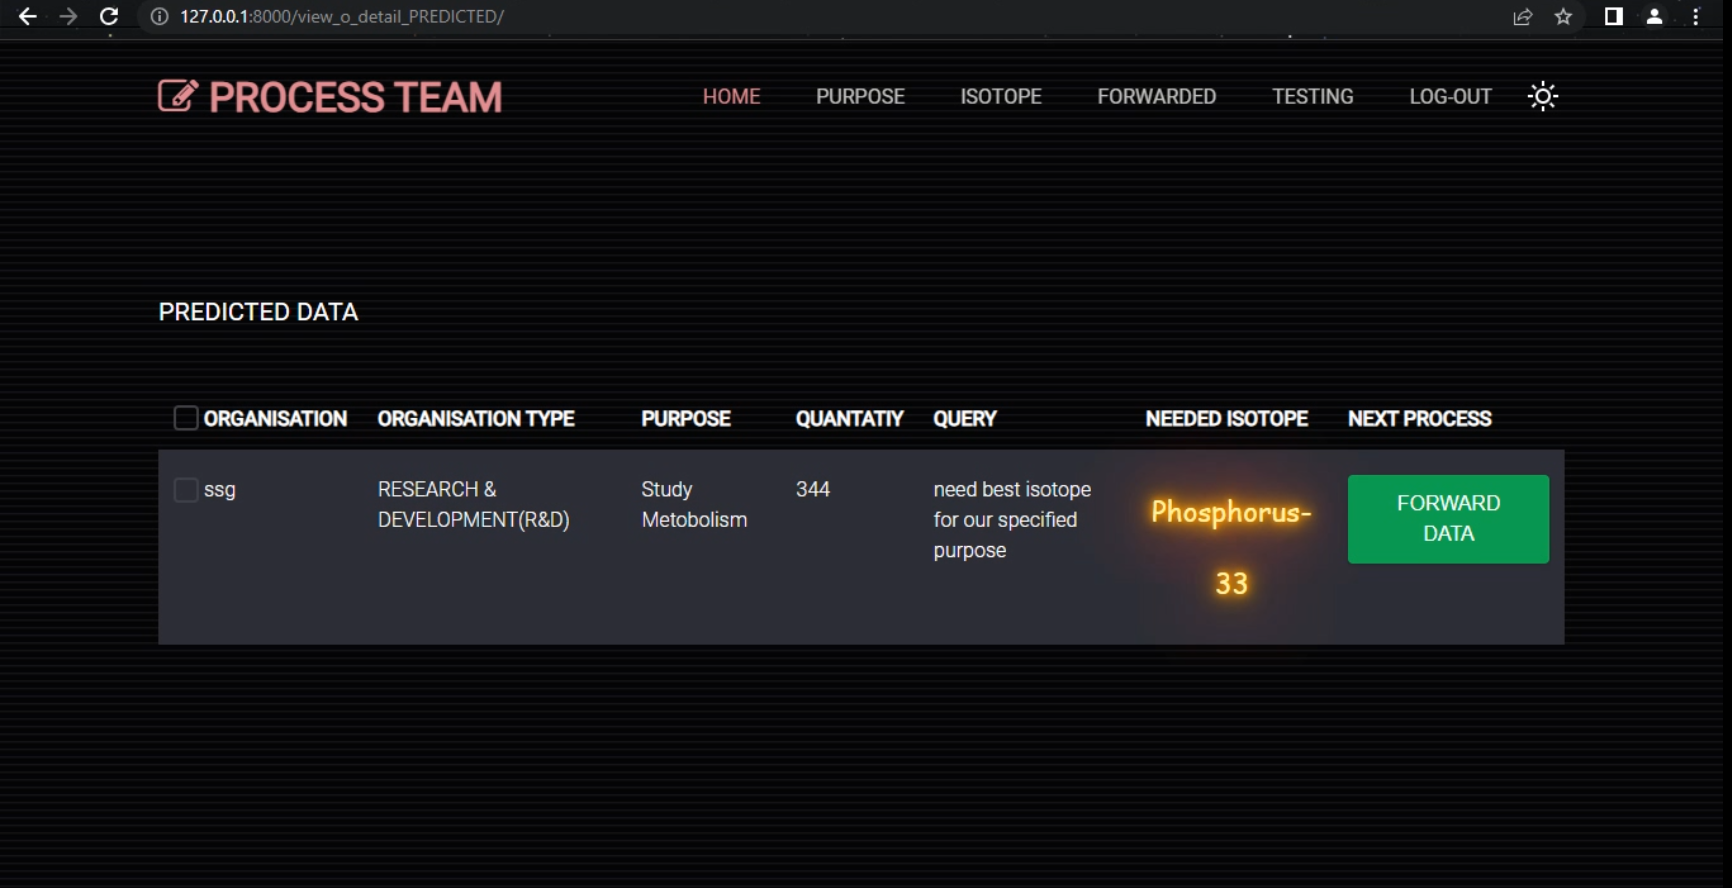 127.0.0.1:8000/view_o_detail_PREDICTED/
PROCESS TEAM
HOME PURPOSE ISOTOPE FORWARDED TESTING LOG-OUT
PREDICTED DATA
ORGANISATION ORGANISATION TYPE PURPOSE QUANTATIY QUERY NEEDED ISOTOPE NEXT PROCESS
ssg
RESEARCH &
DEVELOPMENT(R&D)
Study
Metobolism
344
need best isotope
for our specified
purpose
Phosphorus-
33
FORWARD
DATA